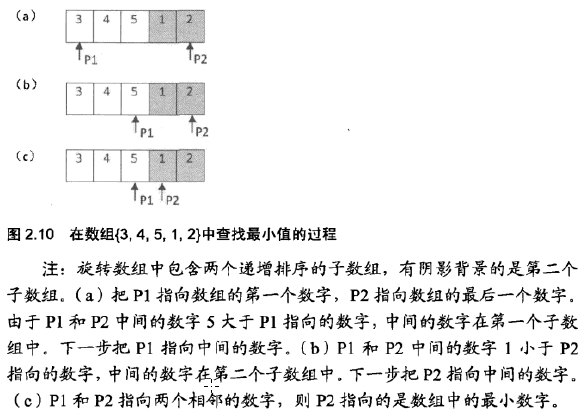 (a)
3 4 5 1 2
P1 P2
(b)
3 4 5 1 2
P1 P2
(c)
3 4 5 1 2
P1 P2
图 2.10 在数组{3, 4, 5, 1, 2}中查找最小值的过程
注：旋转数组中包含两个递增排序的子数组，有阴影背景的是第二个
子数组。(a) 把 P1 指向数组的第一个数字，P2 指向数组的最后一个数字。
由于 P1 和 P2 中间的数字 5 大于 P1 指向的数字，中间的数字在第一个子数
组中。下一步把 P1 指向中间的数字。(b) P1 和 P2 中间的数字 1 小于 P2
指向的数字，中间的数字在第二个子数组中。下一步把 P2 指向中间的数字。
(c) P1 和 P2 指向两个相邻的数字，则 P2 指向的是数组中的最小数字。